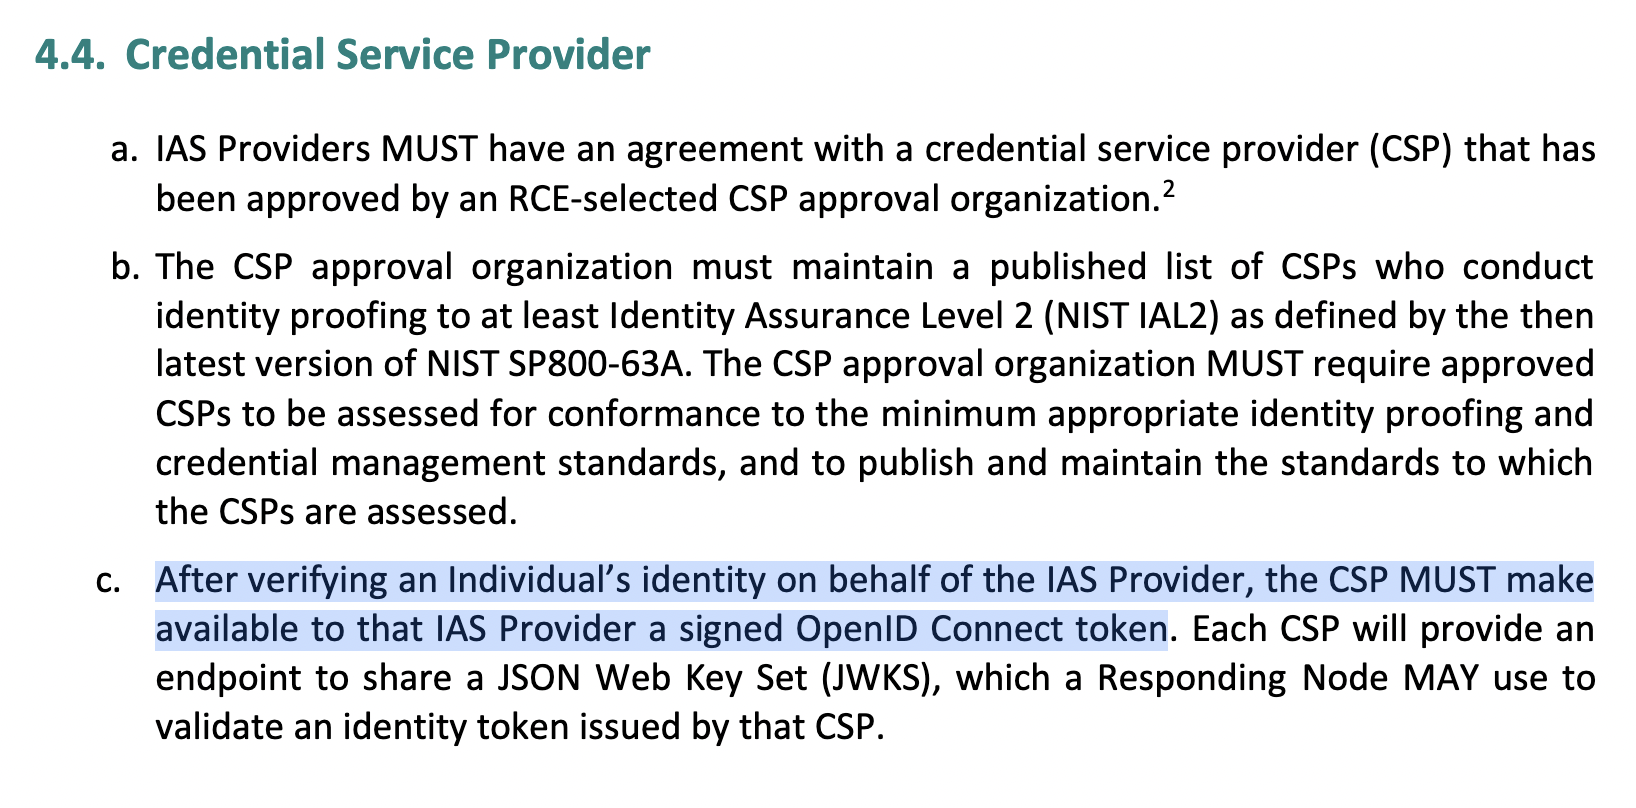 4.4. Credential Service Provider
a. IAS Providers MUST have an agreement with a credential service provider (CSP) that has
been approved by an RCE-selected CSP approval organization.2
b. The CSP approval organization must maintain a published list of CSPs who conduct
identity proofing to at least Identity Assurance Level 2 (NIST IAL2) as defined by the then
latest version of NIST SP800-63A. The CSP approval organization MUST require approved
CSPs to be assessed for conformance to the minimum appropriate identity proofing and
credential management standards, and to publish and maintain the standards to which
the CSPs are assessed.
c. After verifying an Individual’s identity on behalf of the IAS Provider, the CSP MUST make
available to that IAS Provider a signed OpenID Connect token. Each CSP will provide an
endpoint to share a JSON Web Key Set (JWKS), which a Responding Node MAY use to
validate an identity token issued by that CSP.